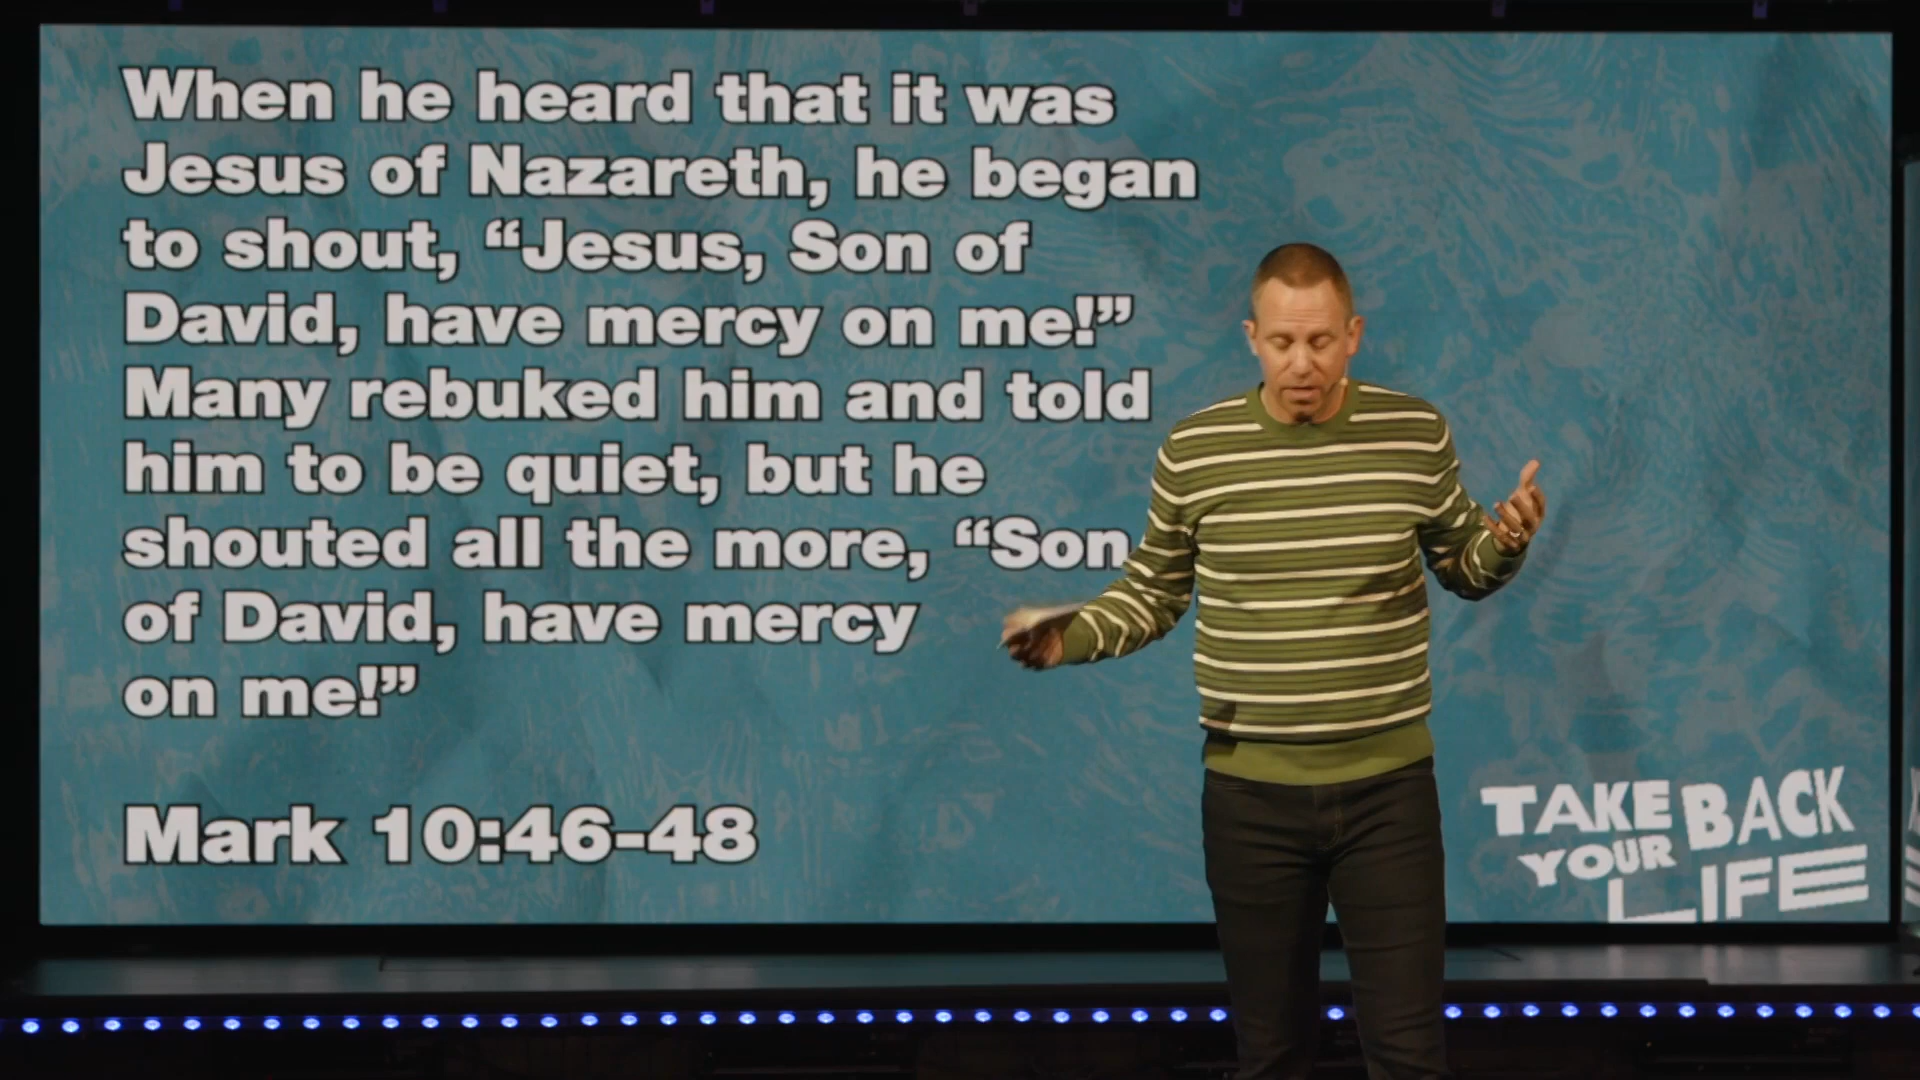 When he heard that it was
Jesus of Nazareth, he began
to shout, “Jesus, Son of
David, have mercy on me!”
Many rebuked him and told
him to be quiet, but he
shouted all the more, “Son
of David, have mercy
on me!”
Mark 10:46-48
TAKE BACK
YOUR
LIFE